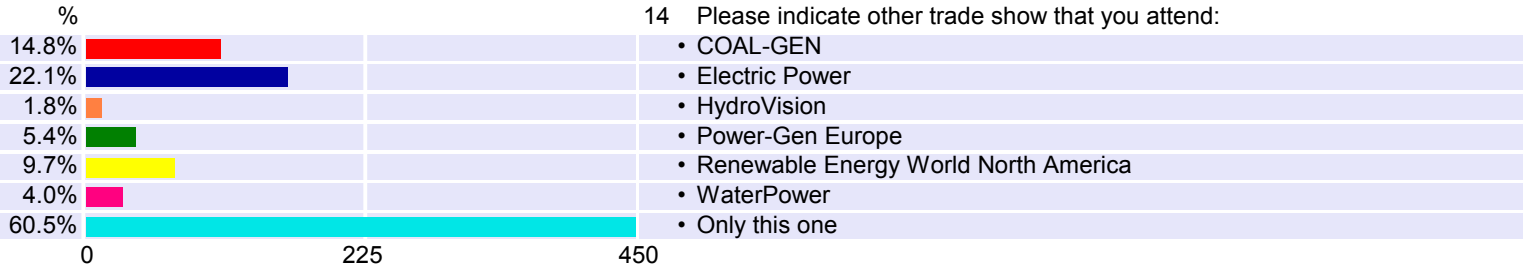 % 14 Please indicate other trade show that you attend:
14.8% • COAL-GEN
22.1% • Electric Power
1.8% • HydroVision
5.4% • Power-Gen Europe
9.7% • Renewable Energy World North America
4.0% • WaterPower
60.5% • Only this one
0 225 450